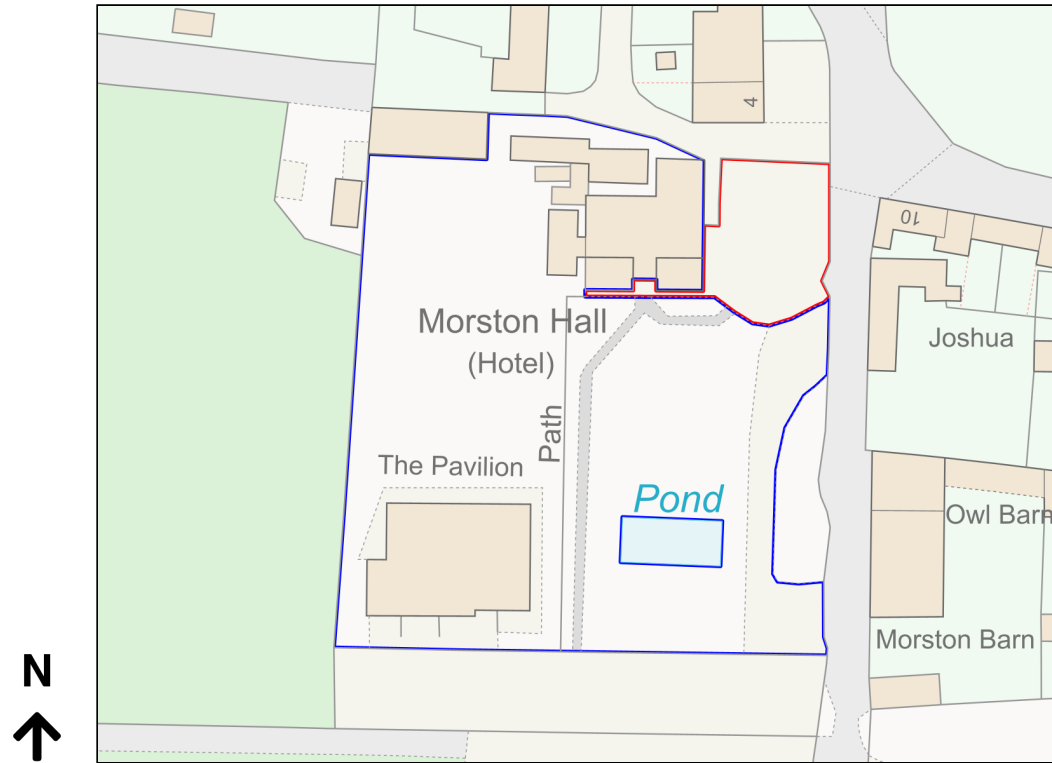 4
10
Morston Hall
(Hotel)
Joshua
Path
The Pavilion
Pond
Owl Barn
Morston Barn
N